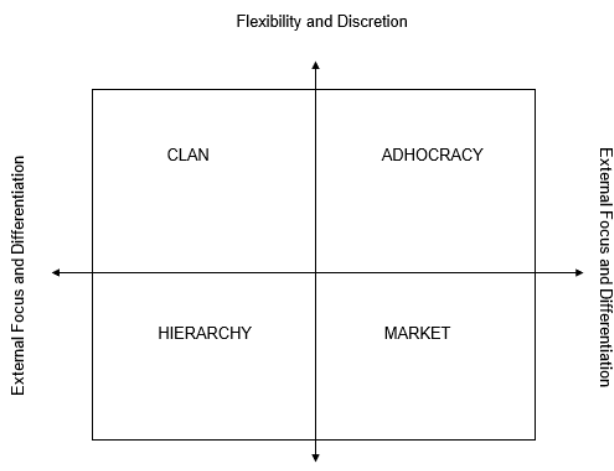 Flexibility and Discretion
CLAN
ADHOCRACY
External Focus and Differentiation
External Focus and Differentiation
HIERARCHY
MARKET